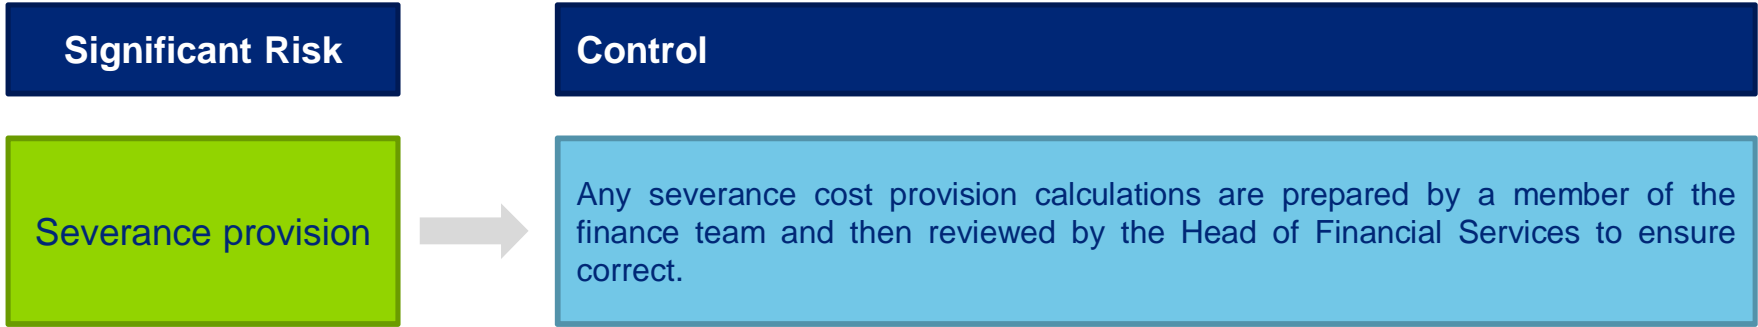 Significant Risk
Control
Severance provision
Any severance cost provision calculations are prepared by a member of the
finance team and then reviewed by the Head of Financial Services to ensure
correct.